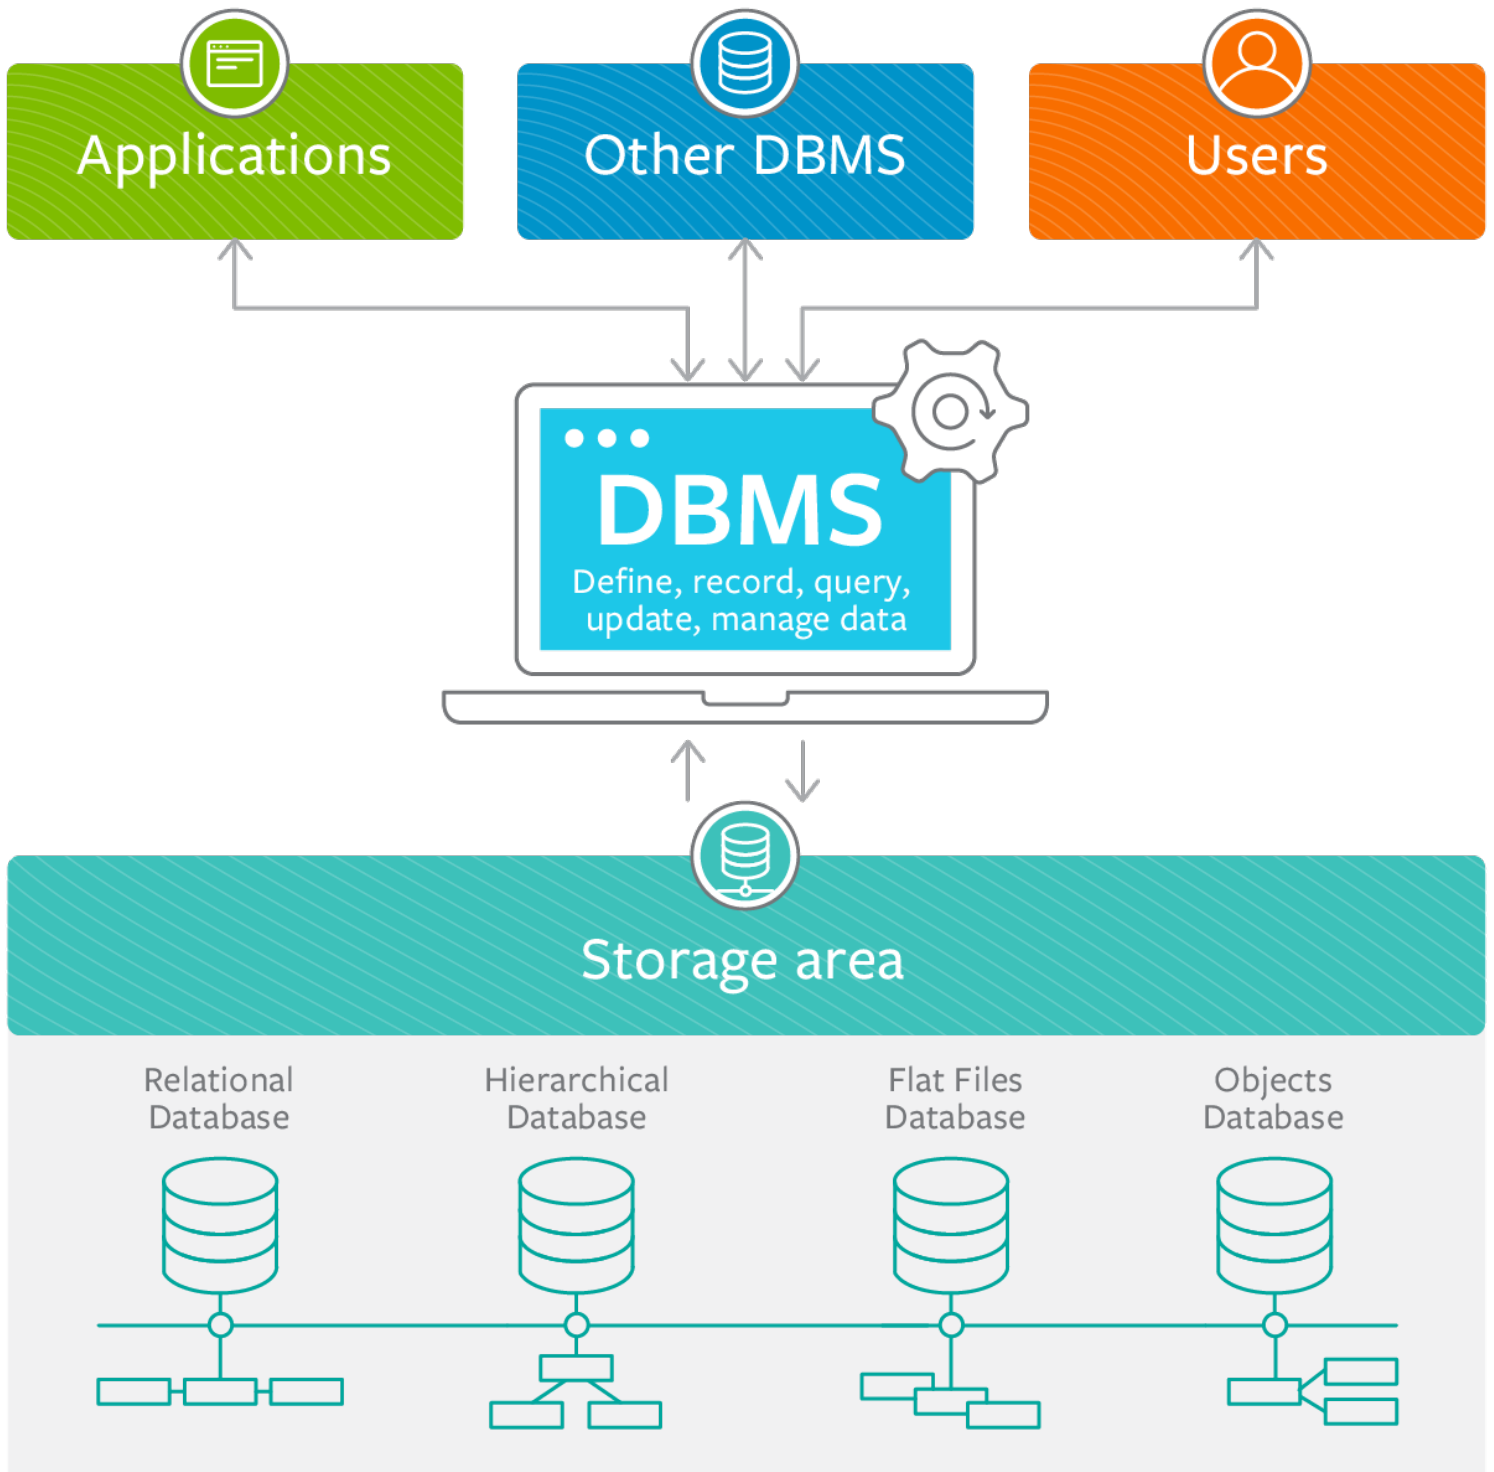 Applications
Other DBMS
Users
DBMS
Define, record, query,
update, manage data
Storage area
Relational
Database
Hierarchical
Database
Flat Files
Database
Objects
Database